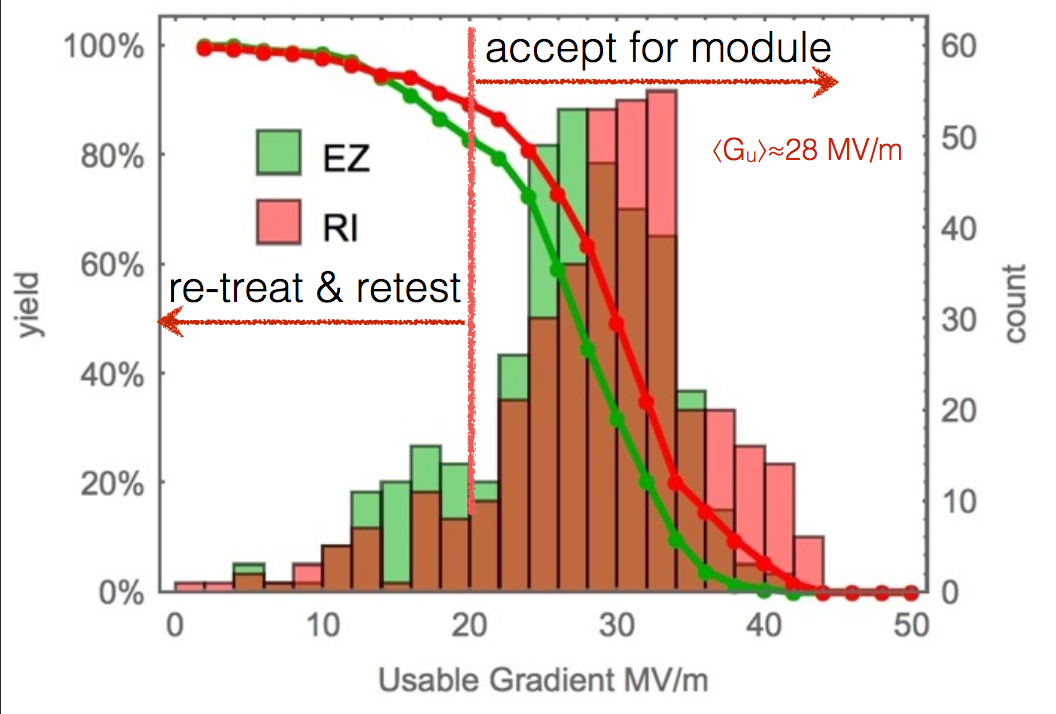 accept for module
⟨Gu⟩≈28 MV/m
EZ
RI
re-treat & retest
yield
100%
80%
60%
40%
20%
0%
60
50
40
30
20
10
0
count
0 10 20 30 40 50
Usable Gradient MV/m